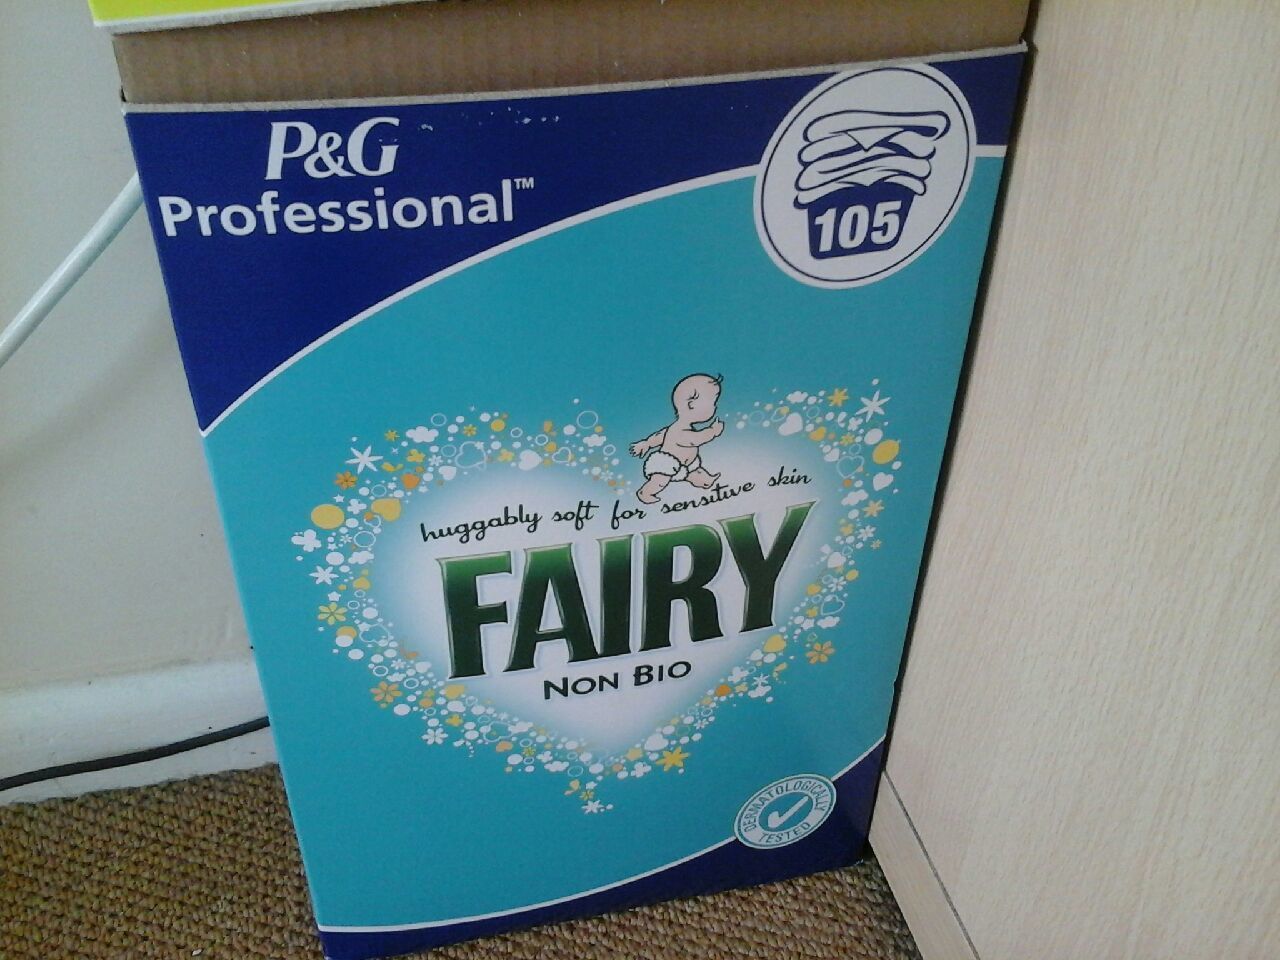 P&G
Professional™
105
huggably soft for sensitive skin
FAIRY
NON BIO
DERMATOLOGICALLY
TESTED